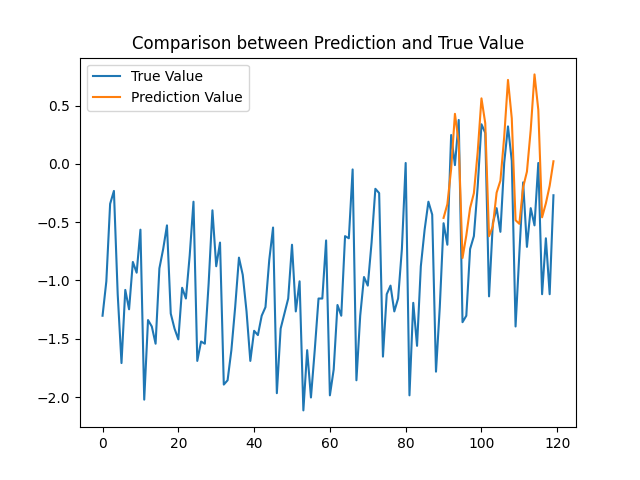 Comparison between Prediction and True Value
True Value
Prediction Value
0.5
0.0
−0.5
−1.0
−1.5
−2.0
0 20 40 60 80 100 120